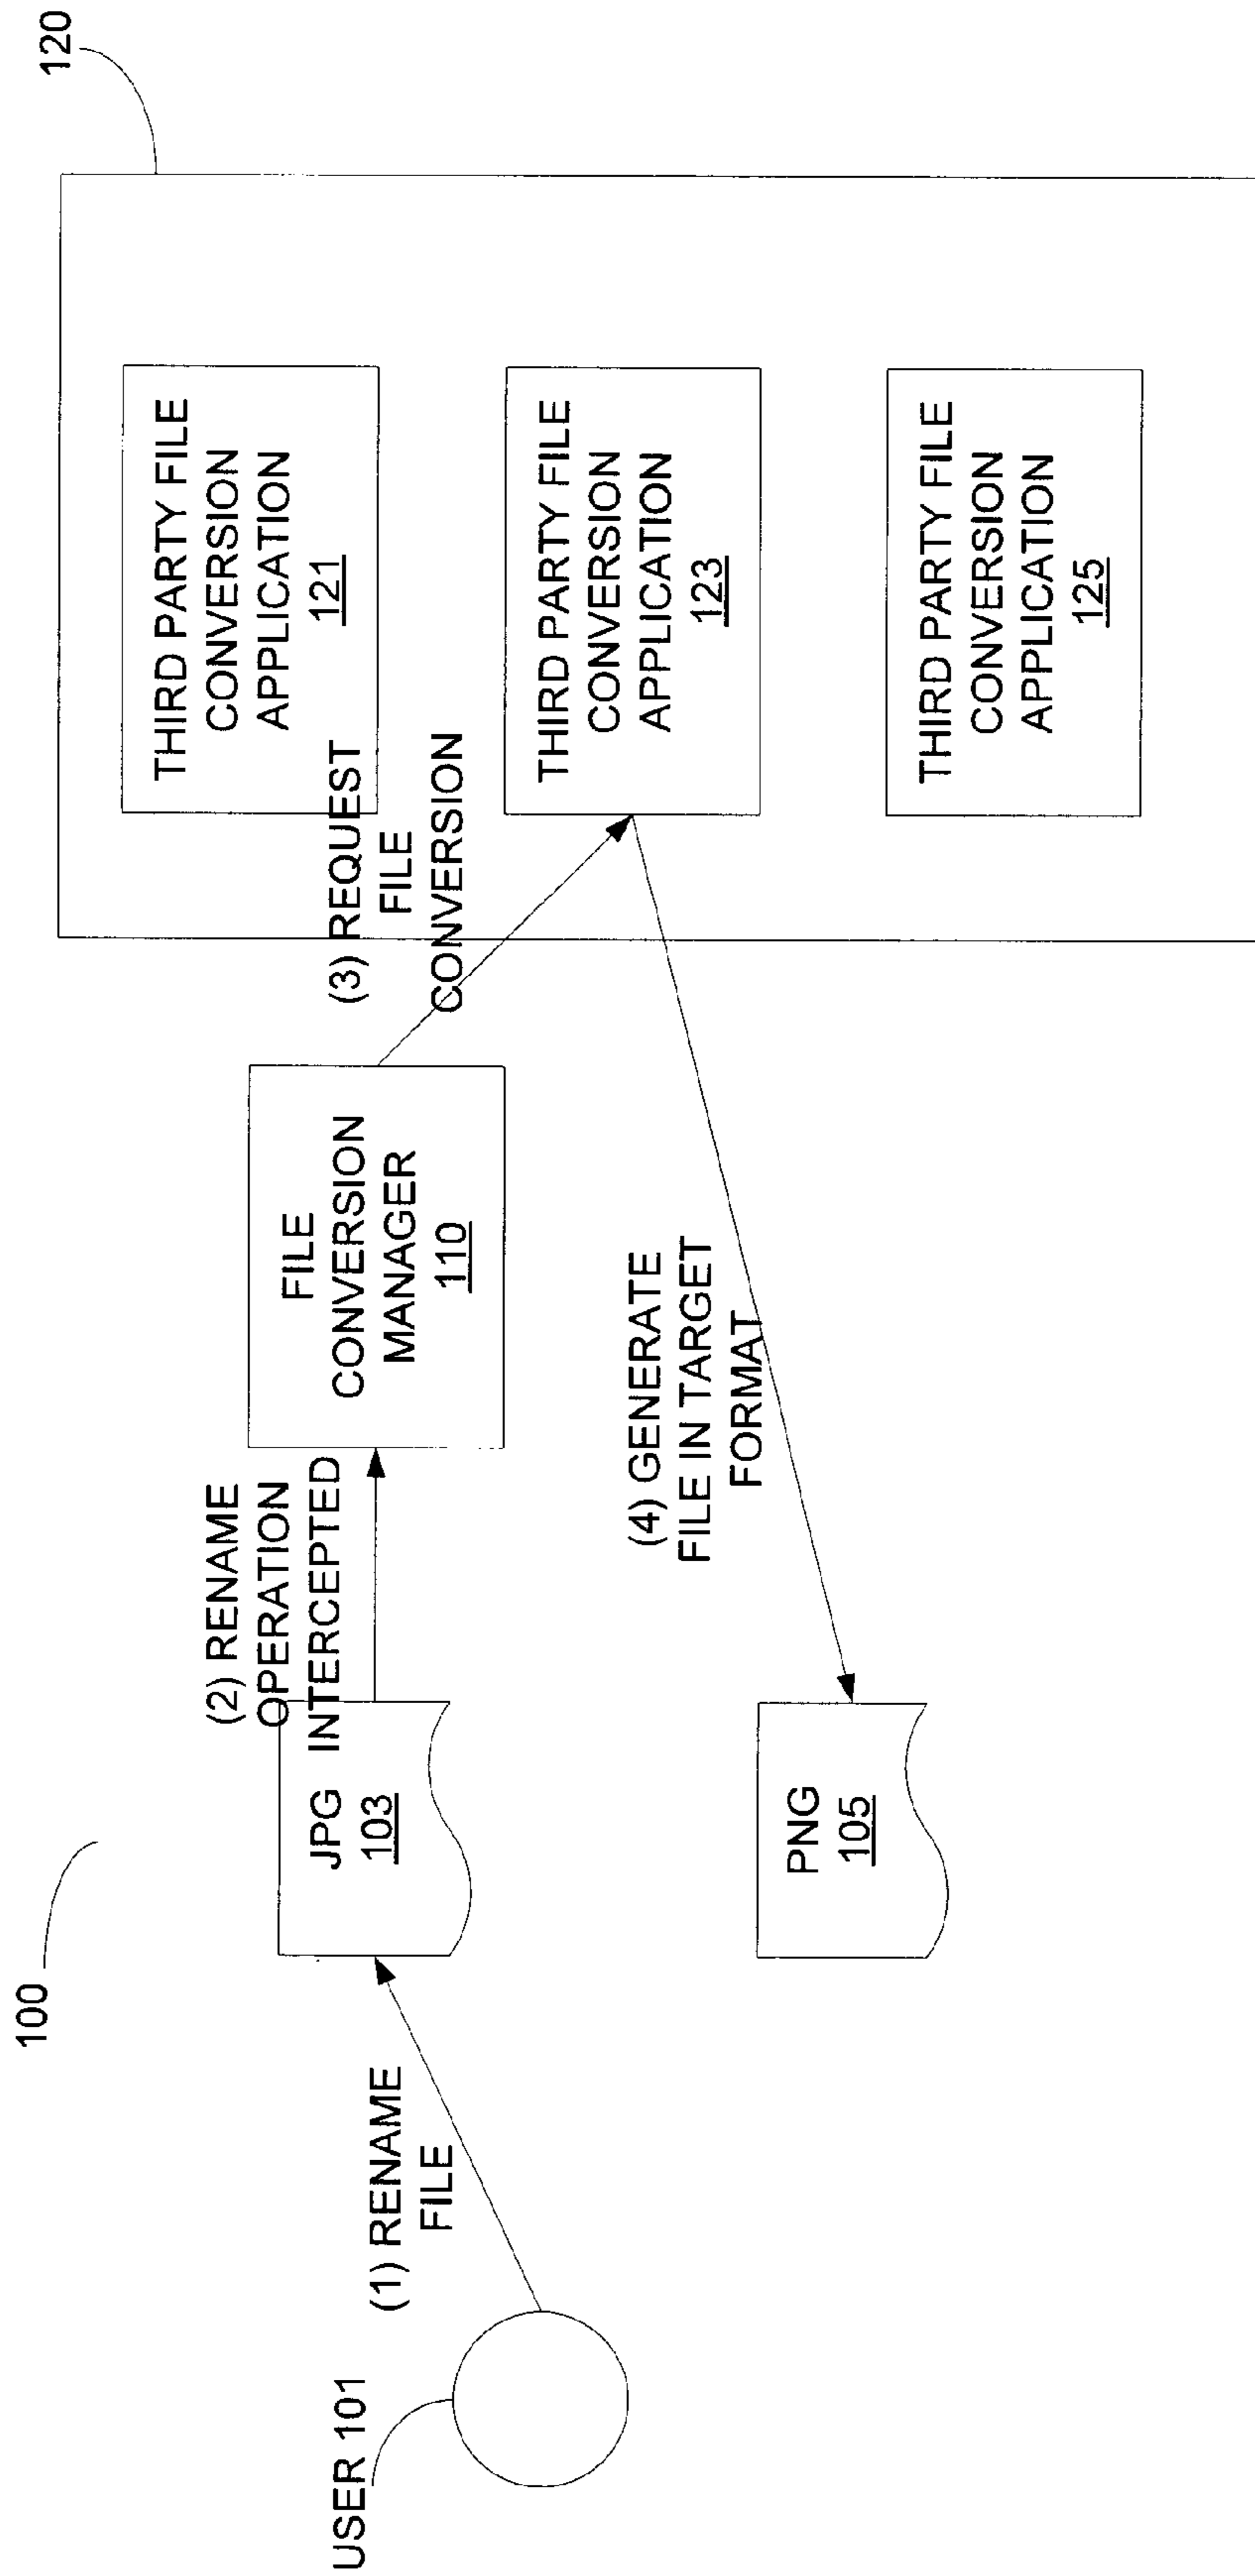 100
120
USER 101
(1) RENAME
FILE
JPG
103
(2) RENAME
OPERATION
INTERCEPTED
FILE
CONVERSION
MANAGER
110
(3) REQUEST
FILE
CONVERSION
THIRD PARTY FILE
CONVERSION
APPLICATION
121
THIRD PARTY FILE
CONVERSION
APPLICATION
123
THIRD PARTY FILE
CONVERSION
APPLICATION
125
(4) GENERATE
FILE IN TARGET
FORMAT
PNG
105